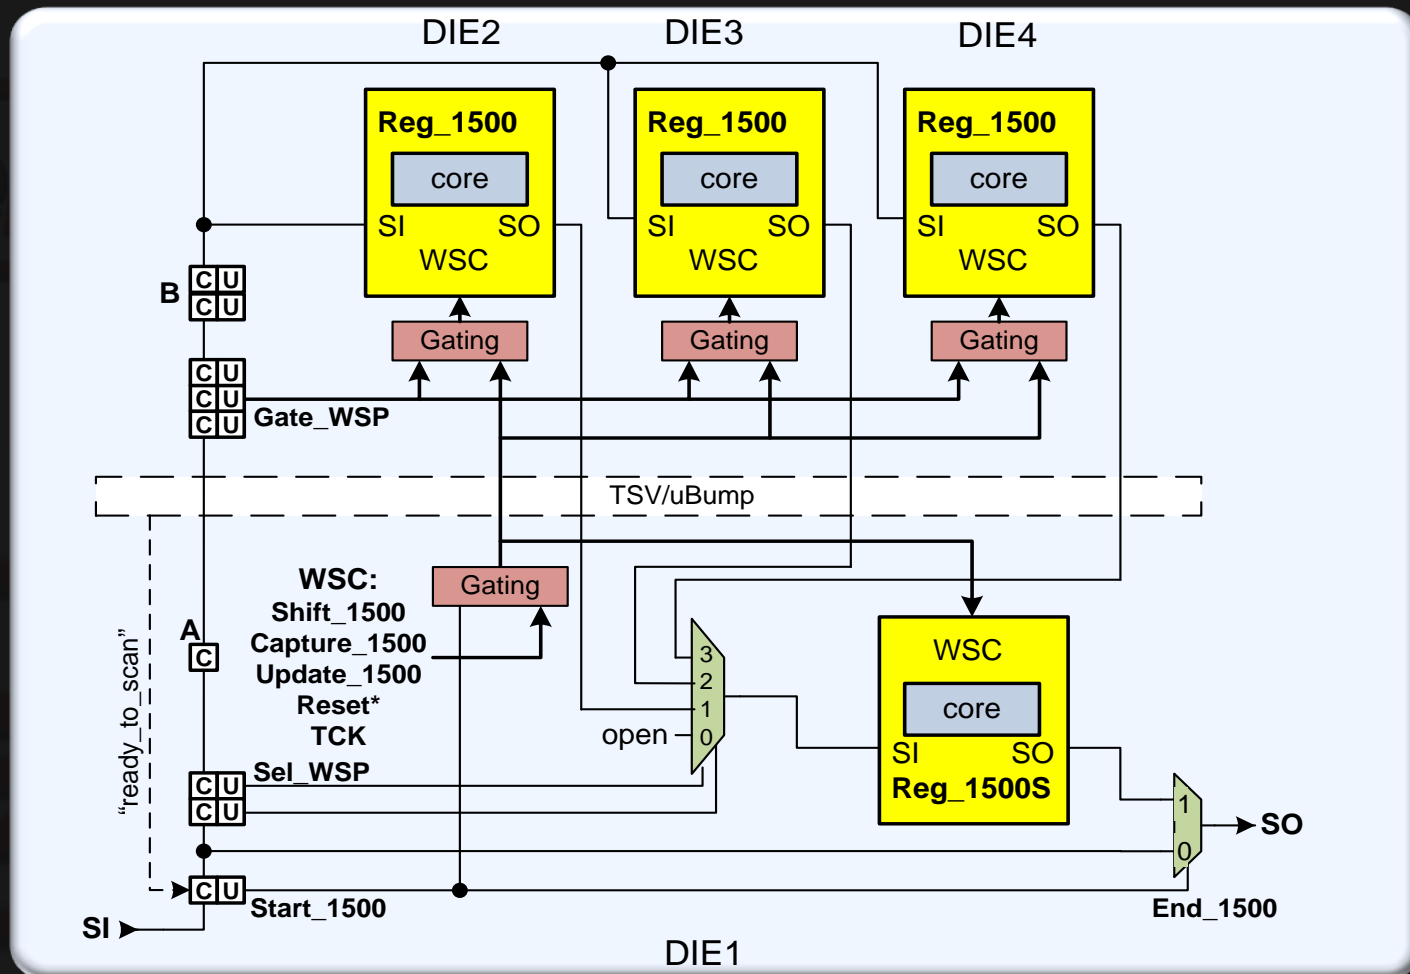 DIE2 DIE3 DIE4
Reg_1500 Reg_1500 Reg_1500
core core core
SI SO SI SO SI SO
WSC WSC WSC
B
C U
C U
Gating Gating Gating
C U
C U
C U
Gate_WSP
TSV/uBump
"ready_to_scan"
A
C
WSC:
Shift_1500
Capture_1500
Update_1500
Reset*
TCK
Gating
3
2
1
0
open
WSC
core
SI SO
Reg_1500S
Sel_WSP
C U
C U
1
0
SO
C U
Start_1500
End_1500
SI
DIE1